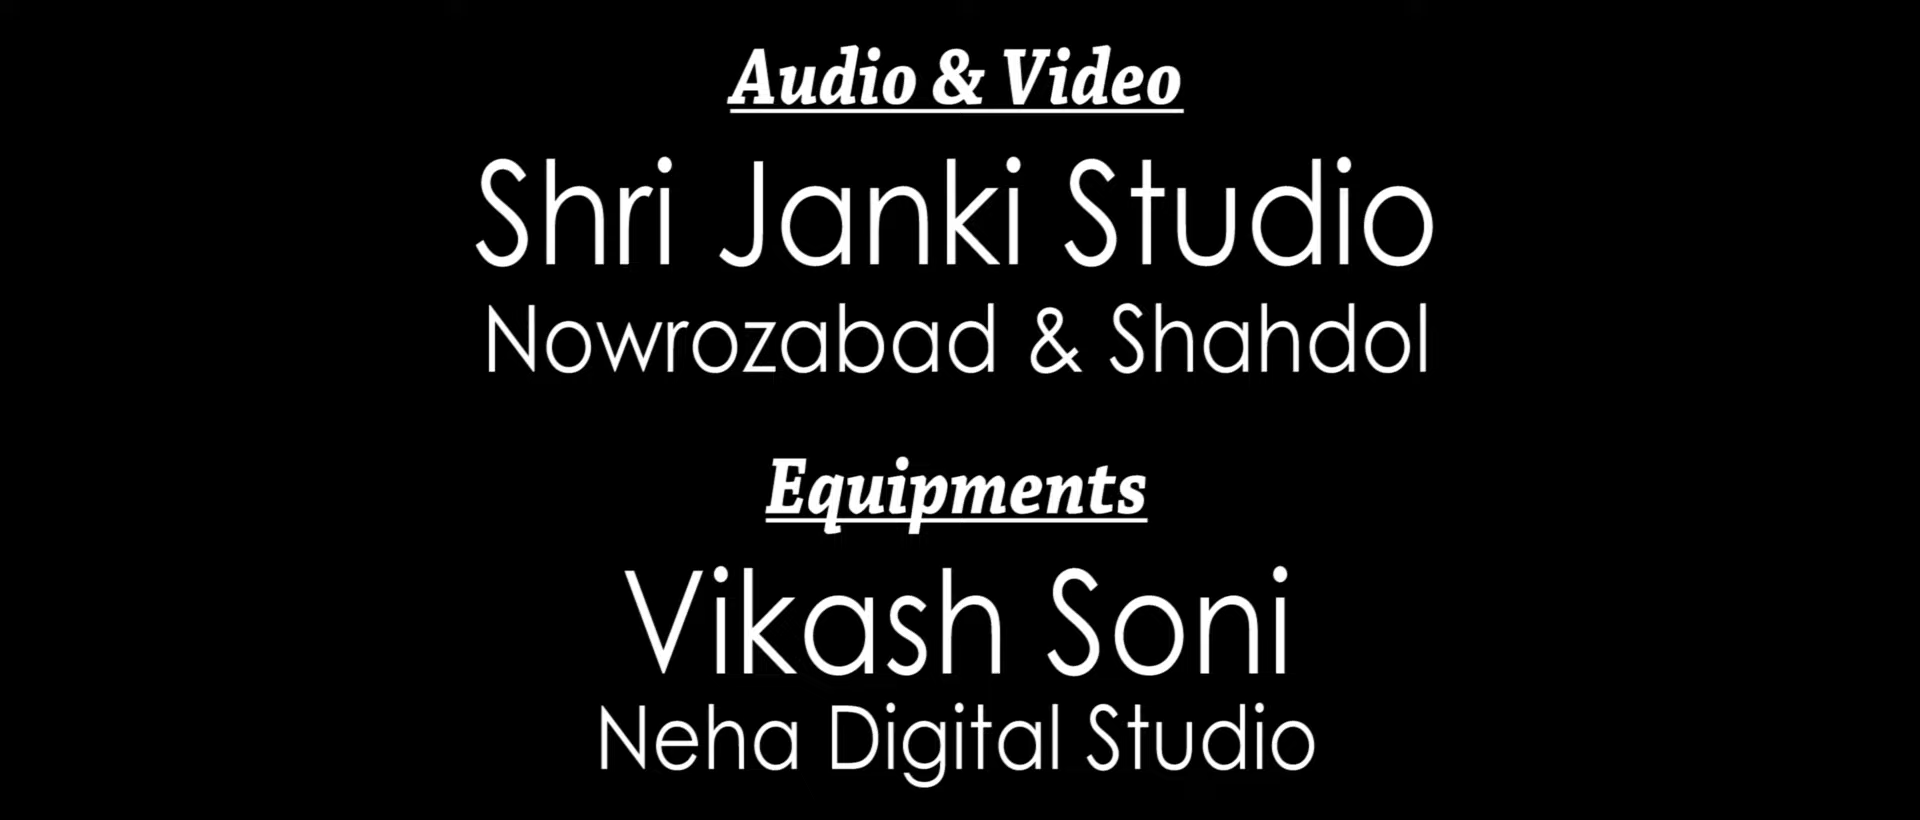 Audio & Video
Shri Janki Studio
Nowrozabad & Shahdol
Equipments
Vikash Soni
Neha Digital Studio